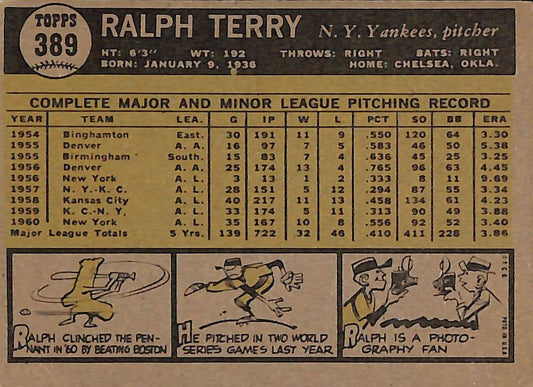 TOPPS
389
RALPH TERRY N. Y. Yankees, pitcher
HT: 6'3" WT: 192 THROWS: RIGHT BATS: RIGHT
BORN: JANUARY 9, 1936 HOME: CHELSEA, OKLA.
COMPLETE MAJOR AND MINOR LEAGUE PITCHING RECORD
YEAR TEAM LEA. G IP W L PCT SO BB ERA
1954 Binghamton East. 30 191 11 9 .550 120 64 3.30
1955 Denver A. A. 16 97 7 5 .583 46 50 5.38
1955 Birmingham South. 15 83 7 4 .636 45 25 3.25
1956 Denver A. A. 25 174 13 4 .765 96 63 4.45
1956 New York A. L. 3 13 1 2 .333 8 11 9.69
1957 N. Y.-K. C. A. L. 28 151 5 12 .294 87 55 3.34
1958 Kansas City A. L. 40 217 11 13 .458 134 61 4.23
1959 K. C.-N. Y. A. L. 33 174 5 11 .313 90 49 3.88
1960 New York A. L. 35 167 10 8 .556 92 52 3.40
Major League Totals 5 Yrs. 139 722 32 46 .410 411 228 3.86
RALPH CLINCHED THE PEN-
NANT IN '60 BY BEATING BOSTON
HE PITCHED IN TWO WORLD
SERIES GAMES LAST YEAR
RALPH IS A PHOTO-
GRAPHY FAN
©T.C.G. PRTD. IN U.S.A.